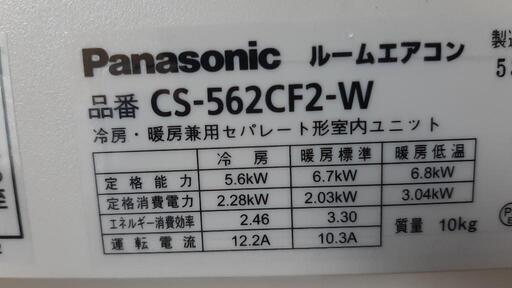 Panasonic ルームエアコン 製造
品番 CS-562CF2-W
冷房・暖房兼用セパレート形室内ユニット
冷房 暖房標準 暖房低温
定格能力 5.6kW 6.7kW 6.8kW
定格消費電力 2.28kW 2.03kW 3.04kW
エネルギー消費効率 2.46 3.30
運転電流 12.2A 10.3A 質量 10kg